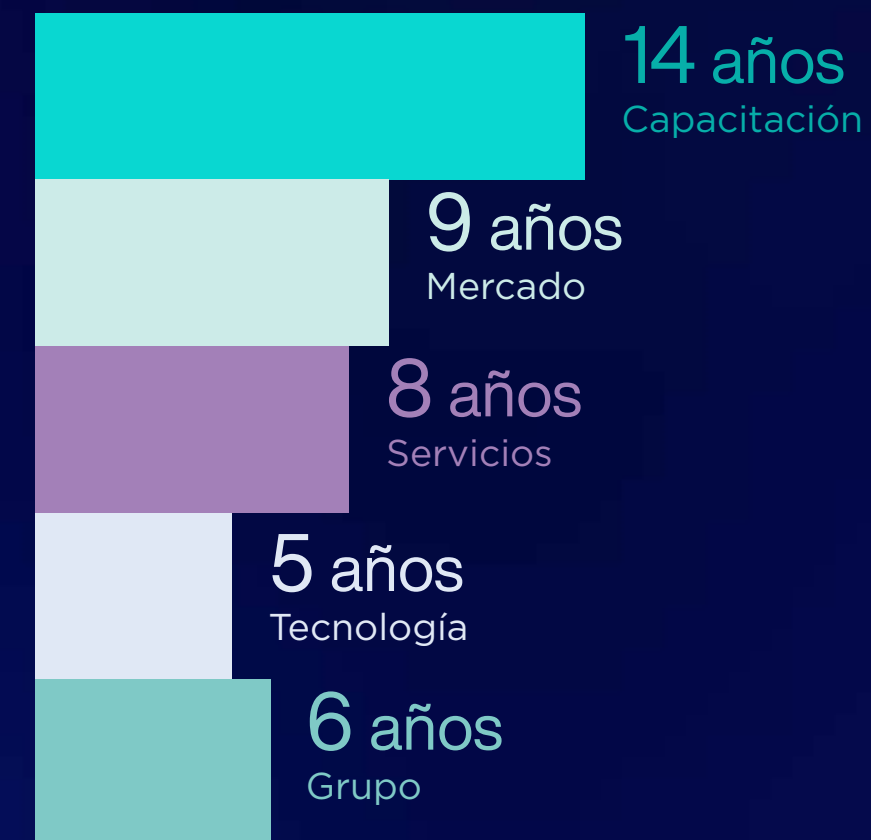 14 años
Capacitación
9 años
Mercado
8 años
Servicios
5 años
Tecnología
6 años
Grupo